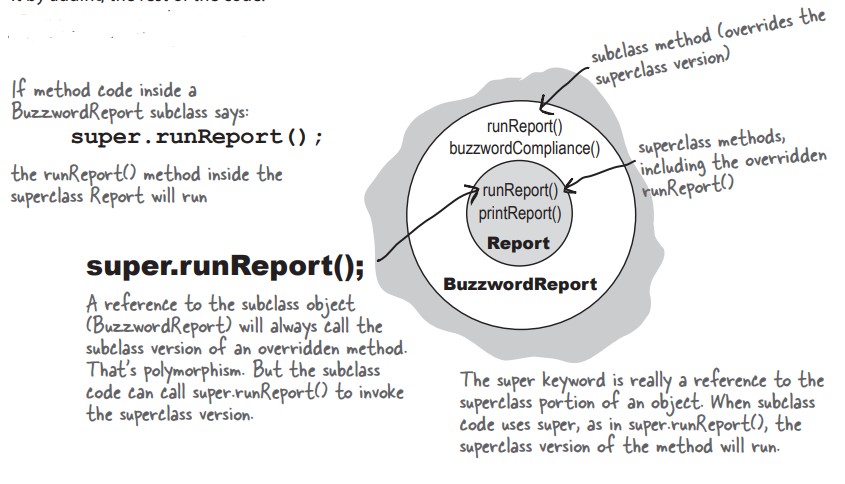 If method code inside a
BuzzwordReport subclass says:
super.runReport();
the runReport() method inside the
superclass Report will run
super.runReport();
A reference to the subclass object
(BuzzwordReport) will always call the
subclass version of an overridden method.
That's polymorphism. But the subclass
code can call super.runReport() to invoke
the superclass version.
subclass method (overrides the
superclass version)
runReport()
buzzwordCompliance()
superclass methods,
including the overridden
runReport()
runReport()
printReport()
Report
BuzzwordReport
The super keyword is really a reference to the
superclass portion of an object. When subclass
code uses super, as in super.runReport(), the
superclass version of the method will run.